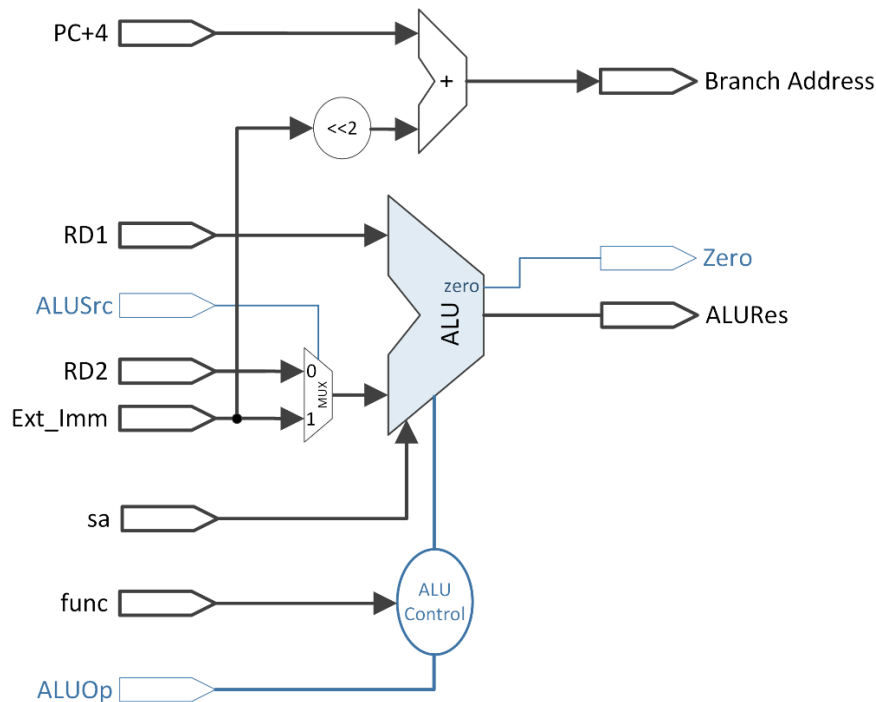 PC+4
+
Branch Address
<<2
RD1
zero
Zero
ALUSrc
ALU
ALURes
RD2
0
MUX
Ext_Imm
1
sa
func
ALU
Control
ALUOp